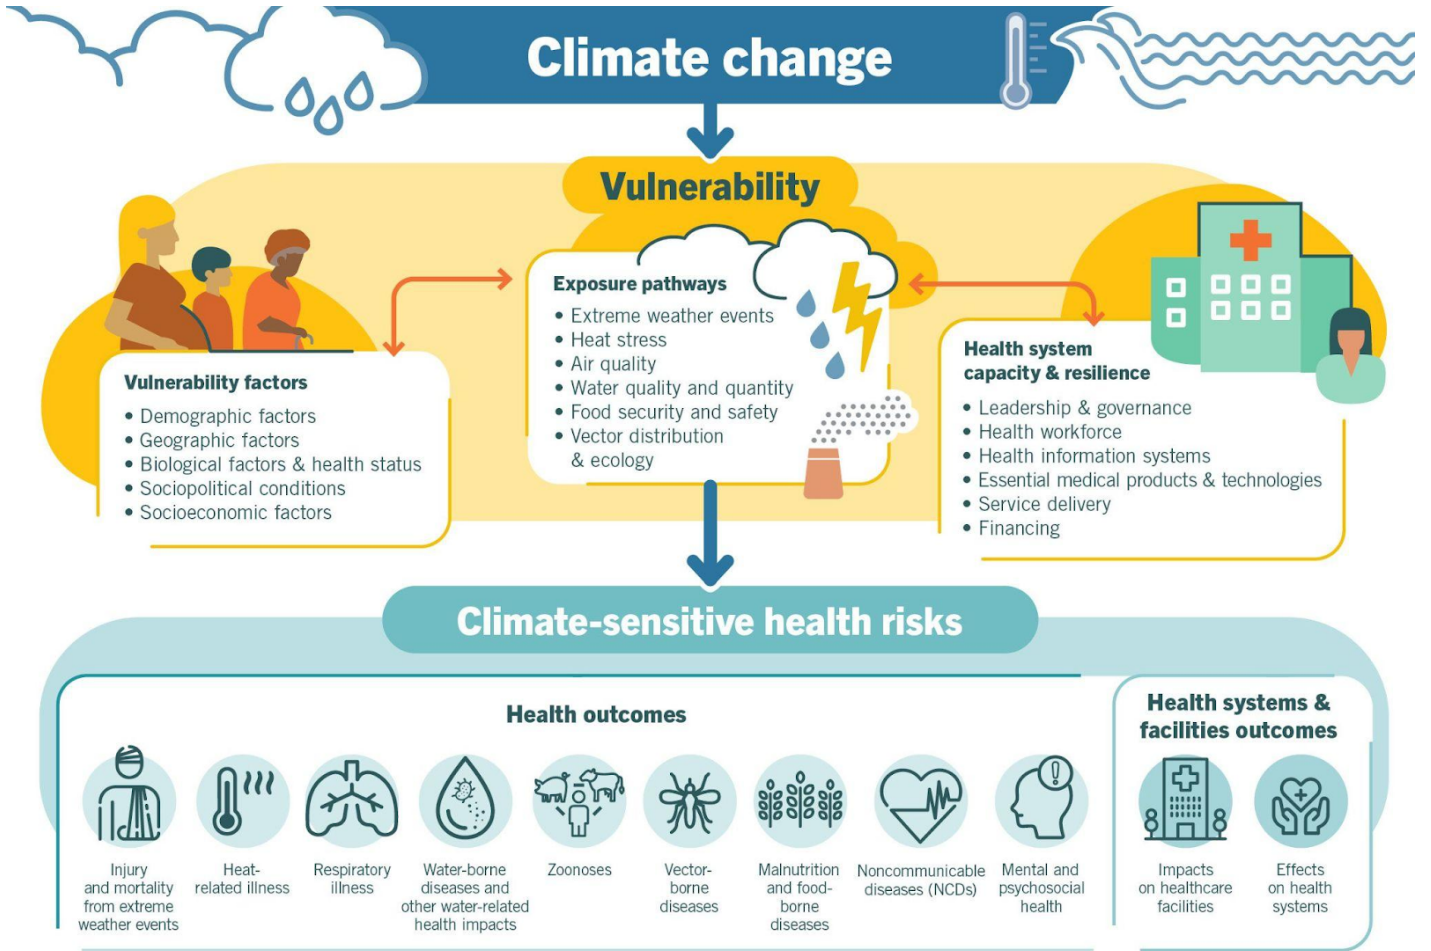 Climate change
Vulnerability
Vulnerability factors
• Demographic factors
• Geographic factors
• Biological factors & health status
• Sociopolitical conditions
• Socioeconomic factors
Exposure pathways
• Extreme weather events
• Heat stress
• Air quality
• Water quality and quantity
• Food security and safety
• Vector distribution
& ecology
Health system
capacity & resilience
• Leadership & governance
• Health workforce
• Health information systems
• Essential medical products & technologies
• Service delivery
• Financing
Climate-sensitive health risks
Health outcomes
Injury
and mortality
from extreme
weather events
Heat-
related illness
Respiratory
illness
Water-borne
diseases and
other water-related
health impacts
Zoonoses
Vector-
borne
diseases
Malnutrition
and food-
borne
diseases
Noncommunicable
diseases (NCDs)
Mental and
psychosocial
health
Health systems &
facilities outcomes
Impacts
on healthcare
facilities
Effects
on health
systems